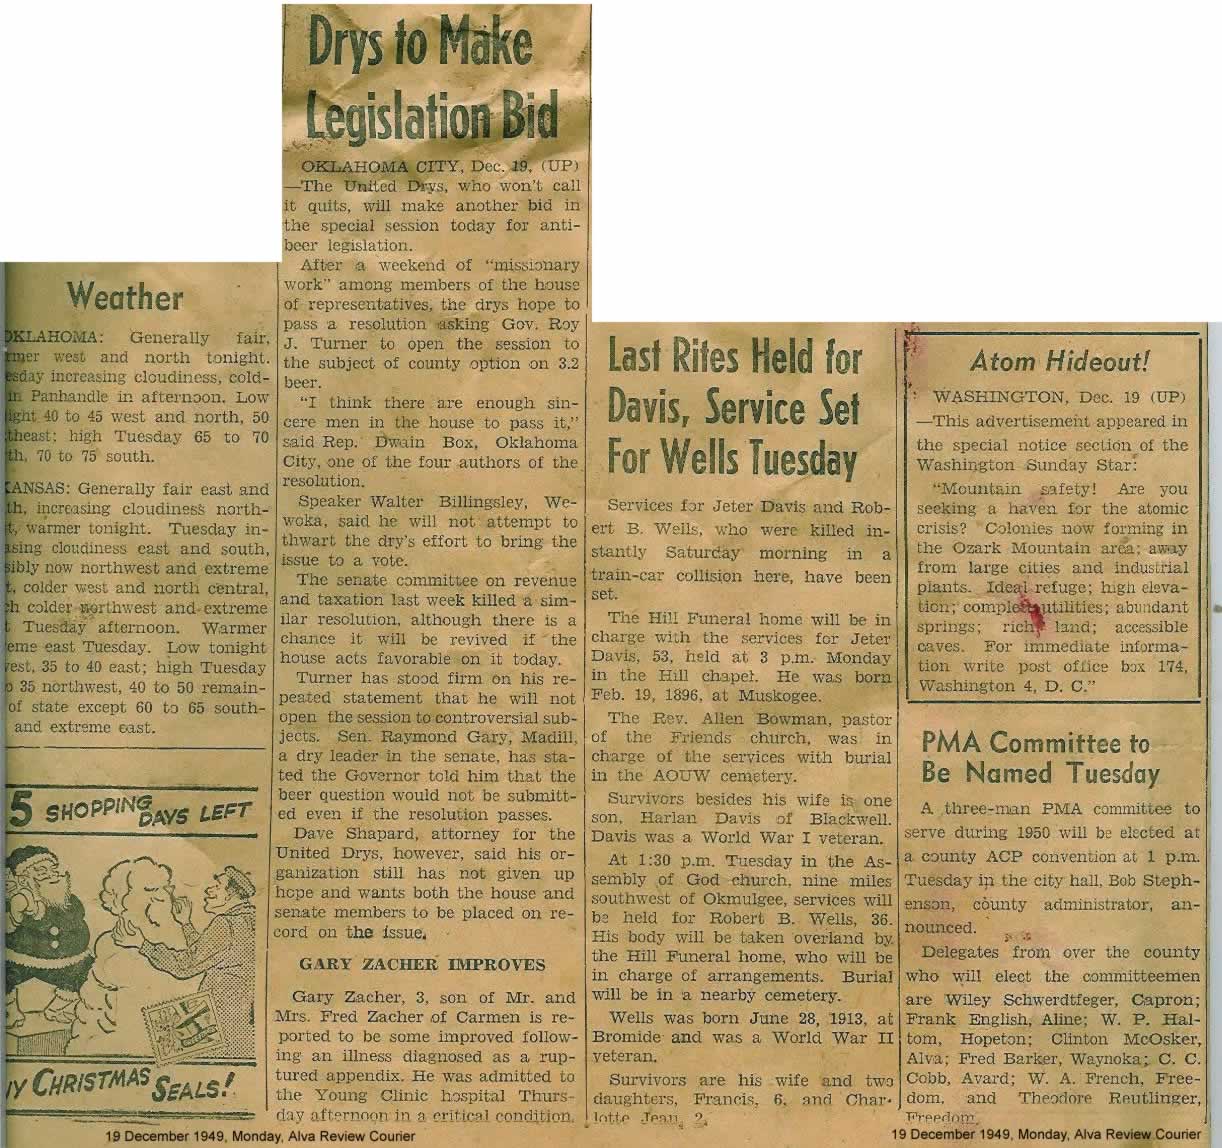 Weather
OKLAHOMA: Generally fair,
west and north tonight.
increasing cloudiness, cold-
in Panhandle in afternoon. Low
40 to 45 west and north, 50
high Tuesday 65 to 70
70 to 75 south.
KANSAS: Generally fair east and
increasing cloudiness north-
warmer tonight. Tuesday in-
cloudiness east and south,
now northwest and extreme
colder west and north central,
colder northwest and extreme
Tuesday afternoon. Warmer
east Tuesday. Low tonight
35 to 40 east; high Tuesday
35 northwest, 40 to 50 remain-
of state except 60 to 65 south-
and extreme east.
5 SHOPPING
DAYS LEFT
CHRISTMAS
SEALS!
Drys to Make
Legislation Bid
OKLAHOMA CITY, Dec. 19, (UP)
—The United Drys, who won't call
it quits, will make another bid in
the special session today for anti-
beer legislation.
After a weekend of "missionary
work" among members of the house
of representatives, the drys hope to
pass a resolution asking Gov. Roy
J. Turner to open the session to
the subject of county option on 3.2
beer.
"I think there are enough sin-
cere men in the house to pass it,"
said Rep. Dwain Box, Oklahoma
City, one of the four authors of the
resolution.
Speaker Walter Billingsley, We-
woka, said he will not attempt to
thwart the dry's effort to bring the
issue to a vote.
The senate committee on revenue
and taxation last week killed a sim-
ilar resolution, although there is a
chance it will be revived if the
house acts favorable on it today.
Turner has stood firm on his re-
peated statement that he will not
open the session to controversial sub-
jects. Sen. Raymond Gary, Madill,
a dry leader in the senate, has sta-
ted the Governor told him that the
beer question would not be submitt-
ed even if the resolution passes.
Dave Shapard, attorney for the
United Drys, however, said his or-
ganization still has not given up
hope and wants both the house and
senate members to be placed on re-
cord on the issue.
GARY ZACHER IMPROVES
Gary Zacher, 3, son of Mr. and
Mrs. Fred Zacher of Carmen is re-
ported to be some improved follow-
ing an illness diagnosed as a rup-
tured appendix. He was admitted to
the Young Clinic hospital Thurs-
day afternoon in a critical condition.
Last Rites Held for
Davis, Service Set
For Wells Tuesday
Services for Jeter Davis and Rob-
ert B. Wells, who were killed in-
stantly Saturday morning in a
train-car collision here, have been
set.
The Hill Funeral home will be in
charge with the services for Jeter
Davis, 53, held at 3 p.m. Monday
in the Hill chapel. He was born
Feb. 19, 1896, at Muskogee.
The Rev. Allen Bowman, pastor
of the Friends church, was in
charge of the services with burial
in the AOUW cemetery.
Survivors besides his wife is one
son, Harlan Davis of Blackwell.
Davis was a World War I veteran.
At 1:30 p.m. Tuesday in the As-
sembly of God church, nine miles
southwest of Okmulgee, services will
be held for Robert B. Wells, 36.
His body will be taken overland by
the Hill Funeral home, who will be
in charge of arrangements. Burial
will be in a nearby cemetery.
Wells was born June 28, 1913, at
Bromide and was a World War II
veteran.
Survivors are his wife and two
daughters, Francis, 6, and Char-
lotte Jean, 2.
Atom Hideout!
WASHINGTON, Dec. 19 (UP)
—This advertisement appeared in
the special notice section of the
Washington Sunday Star:
"Mountain safety! Are you
seeking a haven for the atomic
crisis? Colonies now forming in
the Ozark Mountain area; away
from large cities and industrial
plants. Ideal refuge; high eleva-
tion; complete utilities; abundant
springs; rich land; accessible
caves. For immediate informa-
tion write post office box 174,
Washington 4, D. C."
PMA Committee to
Be Named Tuesday
A three-man PMA committee to
serve during 1950 will be elected at
a county ACP convention at 1 p.m.
Tuesday in the city hall, Bob Steph-
enson, county administrator, an-
nounced.
Delegates from over the county
who will elect the committeemen
are Wiley Schwerdtfeger, Capron;
Frank English, Aline; W. P. Hal-
tom, Hopeton; Clinton McOsker,
Alva; Fred Barker, Waynoka; C. C.
Cobb, Avard; W. A. French, Free-
dom, and Theodore Reutlinger,
Freedom.
19 December 1949, Monday, Alva Review Courier
19 December 1949, Monday, Alva Review Courier